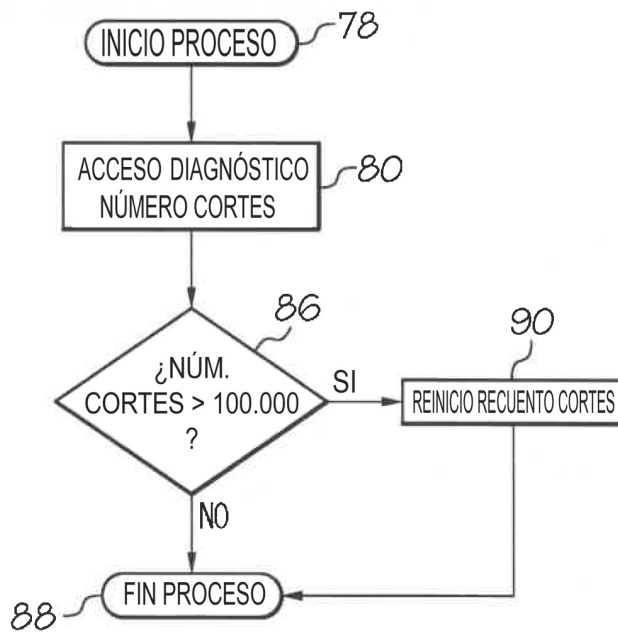 INICIO PROCESO
78
ACCESO DIAGNÓSTICO
NÚMERO CORTES
80
86
¿NÚM.
CORTES > 100.000
?
SI
90
REINICIO RECUENTO CORTES
NO
FIN PROCESO
88